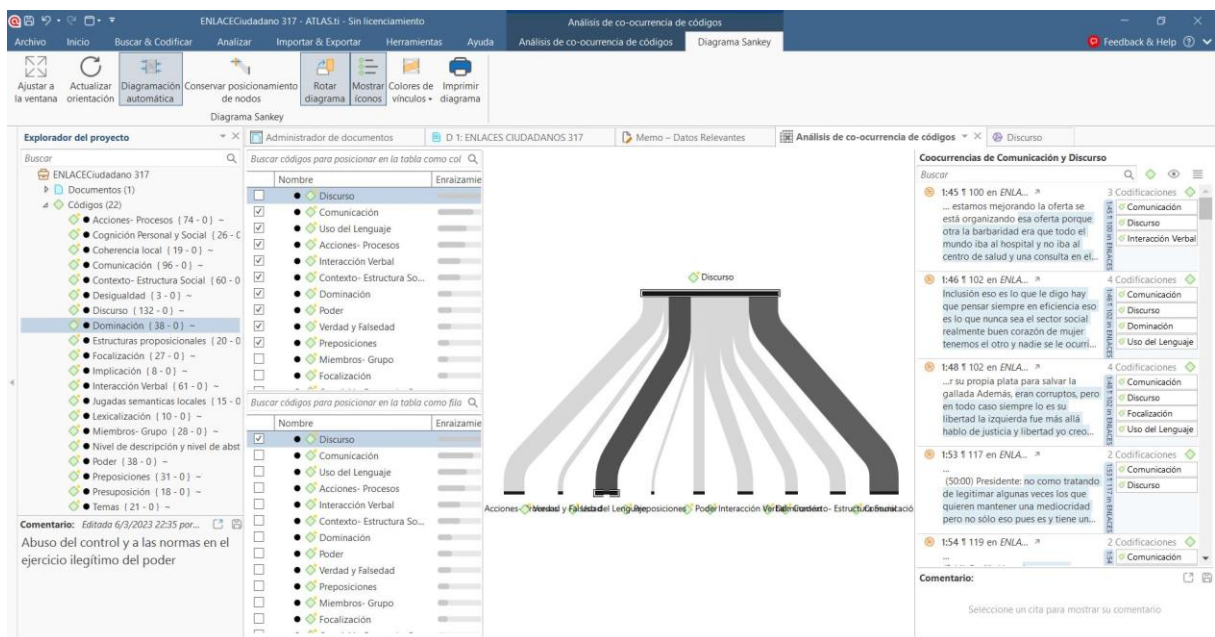 ENLACECiudadano 317 - ATLAS.ti - Sin licenciamiento
Análisis de co-ocurrencia de códigos
Archivo Inicio Buscar & Codificar Analizar Importar & Exportar Herramientas Ayuda Análisis de co-ocurrencia de códigos Diagrama Sankey Feedback & Help
Ajustar a la ventana
Actualizar orientación
Diagramación automática
Conservar posicionamiento de nodos
Rotar diagrama
Mostrar íconos
Colores de vínculos
Imprimir diagrama
Diagrama Sankey
Explorador del proyecto
Administrador de documentos
D 1: ENLACES CIUDADANOS 317
Memo – Datos Relevantes
Análisis de co-ocurrencia de códigos
Discurso
Buscar
ENLACECiudadano 317
Documentos (1)
Códigos (22)
Acciones- Procesos { 74 - 0 } ~
Cognición Personal y Social { 26 - 0
Coherencia local { 19 - 0 } ~
Comunicación { 96 - 0 } ~
Contexto- Estructura Social { 60 - 0
Desigualdad { 3 - 0 } ~
Discurso { 132 - 0 } ~
Dominación { 38 - 0 } ~
Estructuras proposicionales { 20 - 0
Focalización { 27 - 0 } ~
Implicación { 8 - 0 } ~
Interacción Verbal { 61 - 0 } ~
Jugadas semanticas locales { 15 - 0
Lexicalización { 10 - 0 } ~
Miembros- Grupo { 28 - 0 } ~
Nivel de descripción y nivel de abst
Poder { 38 - 0 } ~
Preposiciones { 31 - 0 } ~
Presuposición { 18 - 0 } ~
Temas { 21 - 0 } ~
Comentario: Editada 6/3/2023 22:35 por...
Abuso del control y a las normas en el
ejercicio ilegítimo del poder
Buscar códigos para posicionar en la tabla como col
Nombre Enraizamie
Discurso
Comunicación
Uso del Lenguaje
Acciones- Procesos
Interacción Verbal
Contexto- Estructura So...
Dominación
Poder
Verdad y Falsedad
Preposiciones
Miembros- Grupo
Focalización
Buscar códigos para posicionar en la tabla como fila
Nombre Enraizamie
Discurso
Comunicación
Uso del Lenguaje
Acciones- Procesos
Interacción Verbal
Contexto- Estructura So...
Dominación
Poder
Verdad y Falsedad
Preposiciones
Miembros- Grupo
Focalización
Discurso
Acciones- Verdad y Falsedad del Lenguaje Preposiciones Poder Interacción Contexto- Estructura
Coocurrencias de Comunicación y Discurso
Buscar
1:45 ¶ 100 en ENLA... 3 Codificaciones
... estamos mejorando la oferta se
está organizando esa oferta porque
otra la barbaridad era que todo el
mundo iba al hospital y no iba al
centro de salud y una consulta en el...
Comunicación
Discurso
Interacción Verbal
1:46 ¶ 102 en ENLA... 4 Codificaciones
Inclusión eso es lo que le digo hay
que pensar siempre en eficiencia eso
es lo que nunca sea el sector social
realmente buen corazón de mujer
tenemos el otro y nadie se le ocurri...
Comunicación
Discurso
Dominación
Uso del Lenguaje
1:48 ¶ 102 en ENLA... 4 Codificaciones
...r su propia plata para salvar la
gallada Además, eran corruptos, pero
en todo caso siempre lo es su
libertad la izquierda fue más allá
hablo de justicia y libertad yo creo...
Comunicación
Discurso
Focalización
Uso del Lenguaje
1:53 ¶ 117 en ENLA... 2 Codificaciones
...
(50:00) Presidente: no como tratando
de legitimar algunas veces los que
quieren mantener una mediocridad
pero no sólo eso pues es y tiene un...
Comunicación
Discurso
1:54 ¶ 119 en ENLA... 2 Codificaciones
...
Comunicación
Comentario:
Seleccione un cita para mostrar su comentario